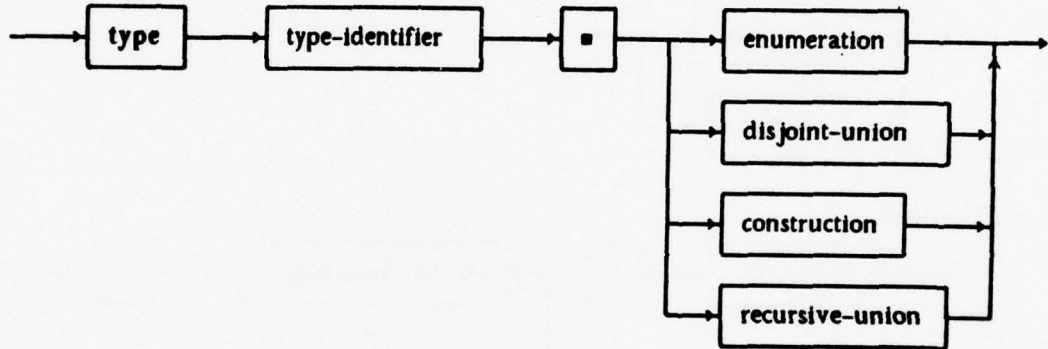 type type-identifier = enumeration
disjoint-union
construction
recursive-union